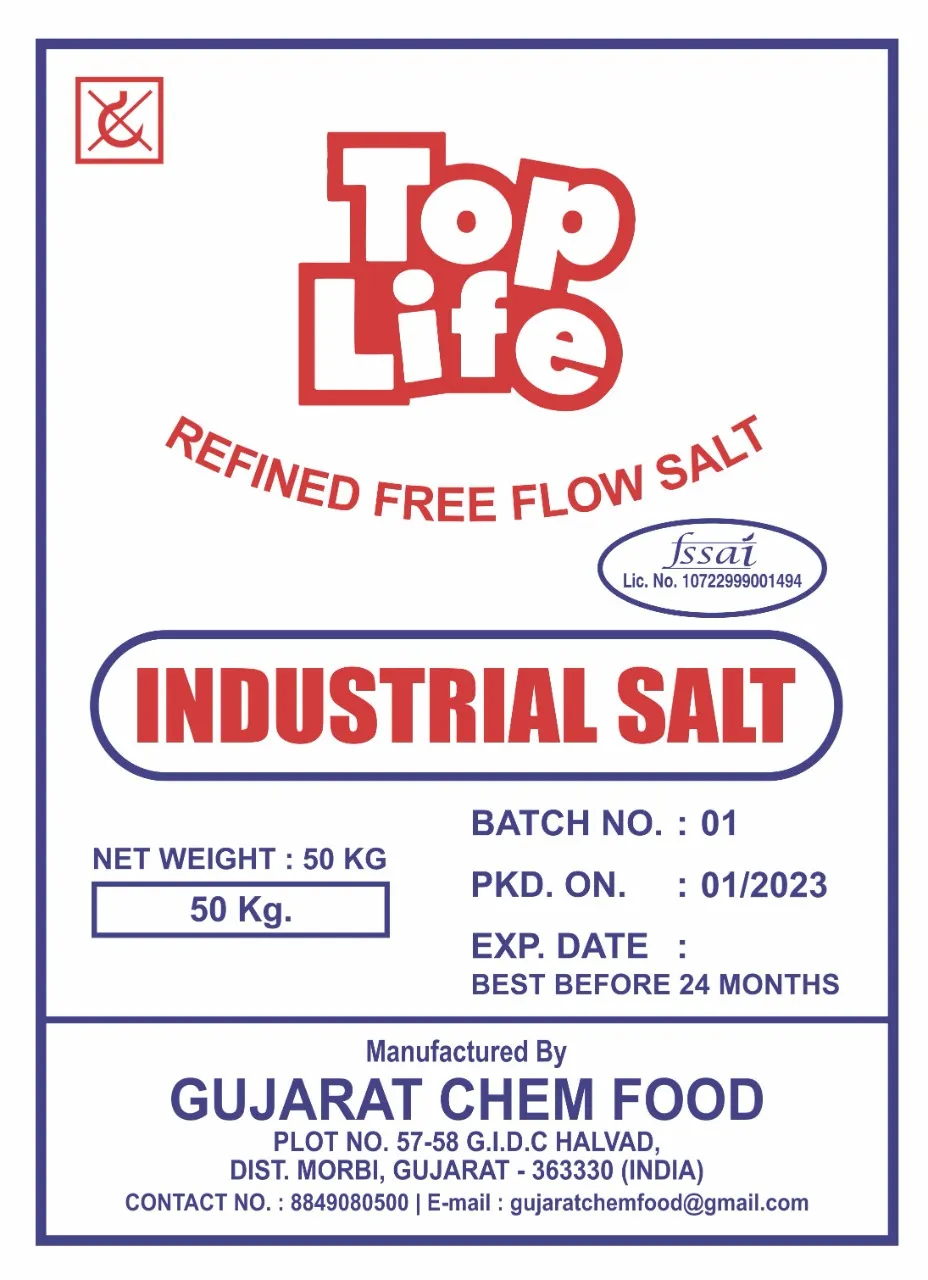 Top
Life
REFINED FREE FLOW SALT
fssai
Lic. No. 10722999001494
INDUSTRIAL SALT
NET WEIGHT : 50 KG
50 Kg.
BATCH NO. : 01
PKD. ON. : 01/2023
EXP. DATE :
BEST BEFORE 24 MONTHS
Manufactured By
GUJARAT CHEM FOOD
PLOT NO. 57-58 G.I.D.C HALVAD,
DIST. MORBI, GUJARAT - 363330 (INDIA)
CONTACT NO. : 8849080500 | E-mail : gujaratchemfood@gmail.com